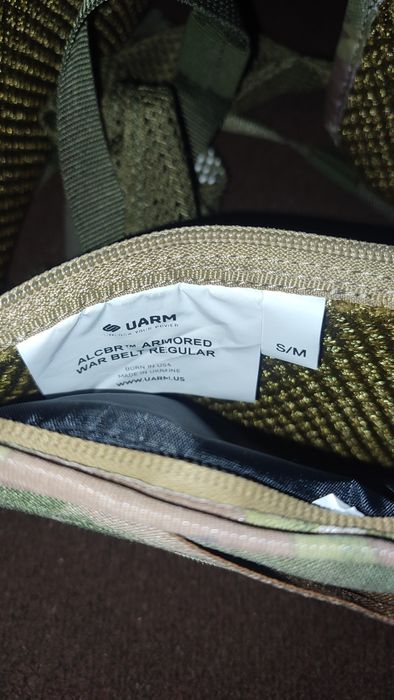 UARM
ALCBR™ ARMORED
WAR BELT REGULAR
BORN IN USA
MADE IN UKRAINE
WWW.UARM.US
S/M